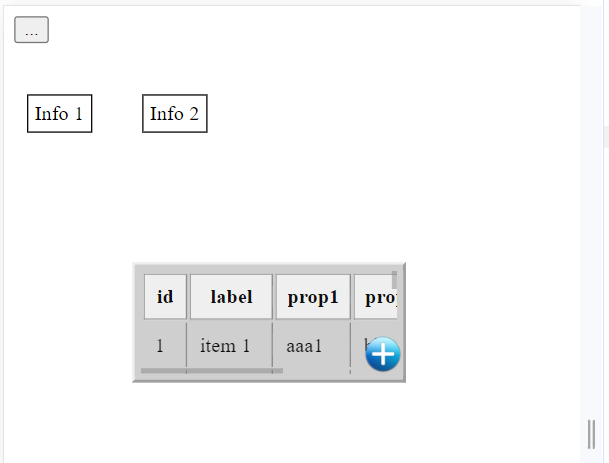 ...
Info 1 Info 2
id label prop1
1 item 1 aaa1